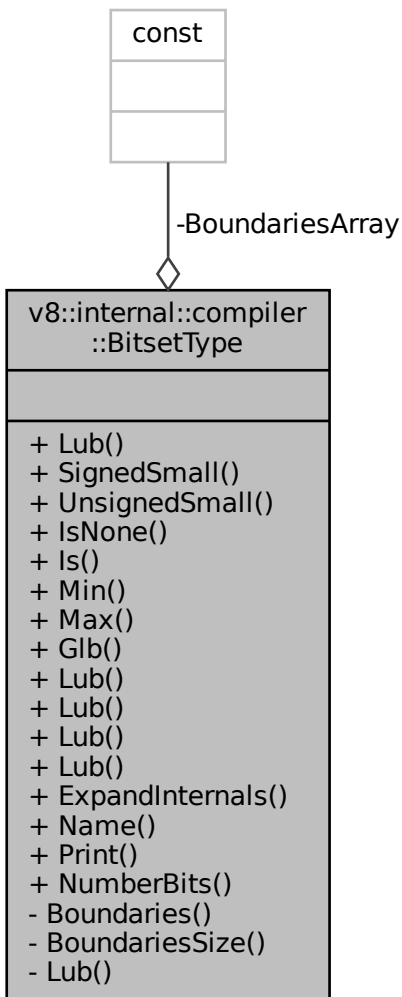 const
-BoundariesArray
v8::internal::compiler
::BitsetType
+ Lub()
+ SignedSmall()
+ UnsignedSmall()
+ IsNone()
+ Is()
+ Min()
+ Max()
+ Glb()
+ Lub()
+ Lub()
+ Lub()
+ Lub()
+ ExpandInternals()
+ Name()
+ Print()
+ NumberBits()
- Boundaries()
- BoundariesSize()
- Lub()